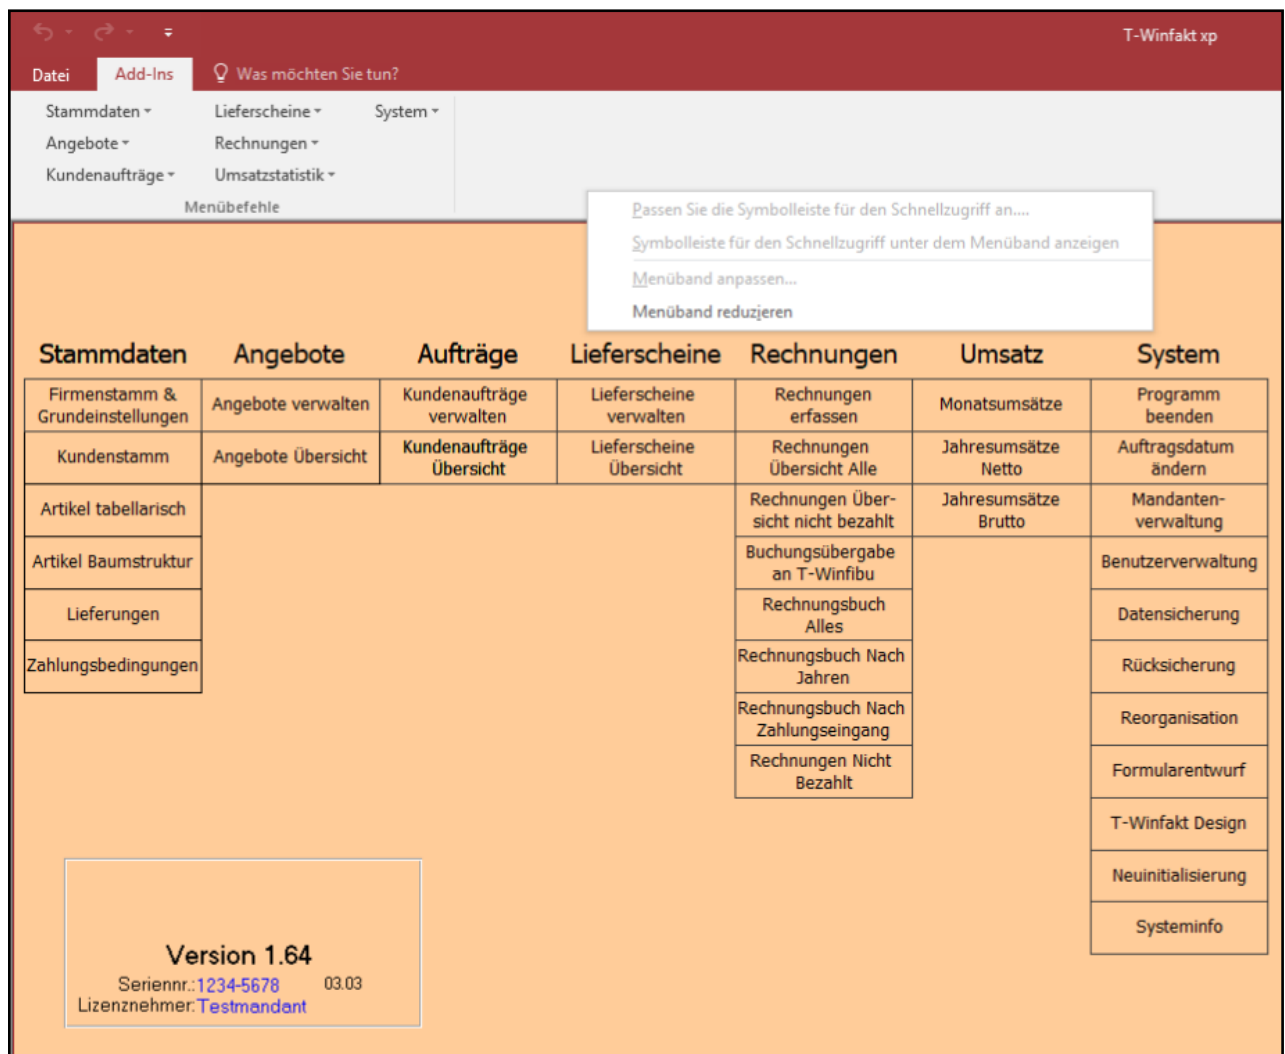 T-Winfakt xp
Datei Add-Ins Was möchten Sie tun?
Stammdaten Lieferscheine System
Angebote Rechnungen
Kundenaufträge Umsatzstatistik
Menübefehle
Passen Sie die Symbolleiste für den Schnellzugriff an....
Symbolleiste für den Schnellzugriff unter dem Menüband anzeigen
Menüband anpassen...
Menüband reduzieren
Stammdaten Angebote Aufträge Lieferscheine Rechnungen Umsatz System
Firmenstamm &
Grundeinstellungen
Angebote verwalten
Kundenaufträge
verwalten
Lieferscheine
verwalten
Rechnungen
erfassen
Monatsumsätze
Programm
beenden
Kundenstamm
Angebote Übersicht
Kundenaufträge
Übersicht
Lieferscheine
Übersicht
Rechnungen
Übersicht Alle
Jahresumsätze
Netto
Auftragsdatum
ändern
Artikel tabellarisch
Rechnungen Über-
sicht nicht bezahlt
Jahresumsätze
Brutto
Mandanten-
verwaltung
Artikel Baumstruktur
Buchungsübergabe
an T-Winfibu
Benutzerverwaltung
Lieferungen
Rechnungsbuch
Alles
Datensicherung
Zahlungsbedingungen
Rechnungsbuch Nach
Jahren
Rücksicherung
Rechnungsbuch Nach
Zahlungseingang
Reorganisation
Rechnungen Nicht
Bezahlt
Formularentwurf
T-Winfakt Design
Neuinitialisierung
Systeminfo
Version 1.64
Seriennr.:1234-5678 03.03
Lizenznehmer:Testmandant